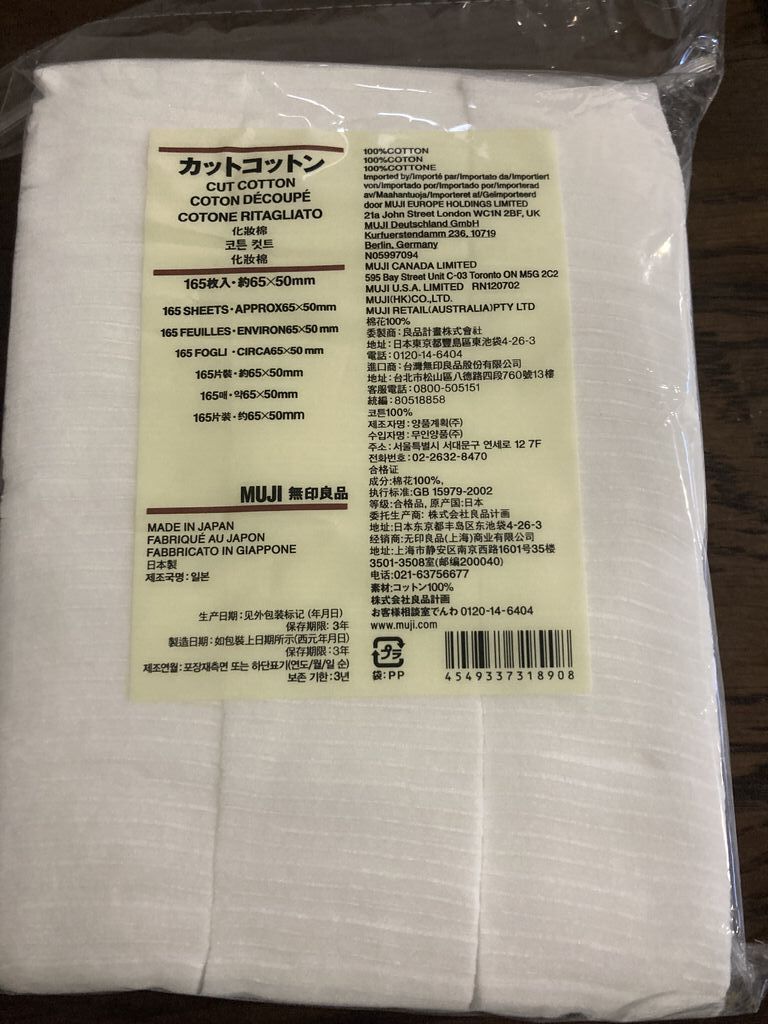 カットコットン
CUT COTTON
COTON DÉCOUPÉ
COTONE RITAGLIATO
化妝棉
코튼 컷트
化妝棉
165枚入・約65×50mm
165 SHEETS・APPROX65×50mm
165 FEUILLES・ENVIRON65×50 mm
165 FOGLI・CIRCA65×50 mm
165片裝・約65×50mm
165매・약65×50mm
165片装・约65×50mm
MUJI 無印良品
MADE IN JAPAN
FABRIQUÉ AU JAPON
FABBRICATO IN GIAPPONE
日本製
제조국명:일본
生产日期:见外包装标记 (年月日)
保存期限: 3年
製造日期:如包裝上日期所示(西元年月日)
保存期限:3年
제조연월:포장재측면 또는 하단표기(연도/월/일 순)
보존 기한:3년
100%COTTON
100%COTON
100%COTTONE
Imported by/Importé par/Importato da/Importiert
von/Importado por/Importado por/Importerad
av/Maahantuoja/Importeret af/Geïmporteerd
door MUJI EUROPE HOLDINGS LIMITED
21a John Street London WC1N 2BF, UK
MUJI Deutschland GmbH
Kurfuerstendamm 236, 10719
Berlin, Germany
N05997094
MUJI CANADA LIMITED
595 Bay Street Unit C-03 Toronto ON M5G 2C2
MUJI U.S.A. LIMITED RN120702
MUJI(HK)CO.,LTD.
MUJI RETAIL(AUSTRALIA)PTY LTD
棉花100%
委製商:良品計畫株式會社
地址:日本東京都豐島區東池袋4-26-3
電話:0120-14-6404
進口商:台灣無印良品股份有限公司
地址:台北市松山區八德路四段760號13樓
客服電話:0800-505151
統編:80518858
코튼100%
제조자명:양품계획(주)
수입자명:무인양품(주)
주소:서울특별시 서대문구 연세로 12 7F
전화번호:02-2632-8470
合格证
成分:棉花100%,
执行标准:GB 15979-2002
等级:合格品, 原产国:日本
委托生产商: 株式会社良品计画
地址:日本东京都丰岛区东池袋4-26-3
经销商:无印良品(上海)商业有限公司
地址:上海市静安区南京西路1601号35楼
3501-3508室(邮编200040)
电话:021-63756677
素材:コットン100%
株式会社良品計画
お客様相談室でんわ 0120-14-6404
www.muji.com
プラ
袋:PP
4549337318908